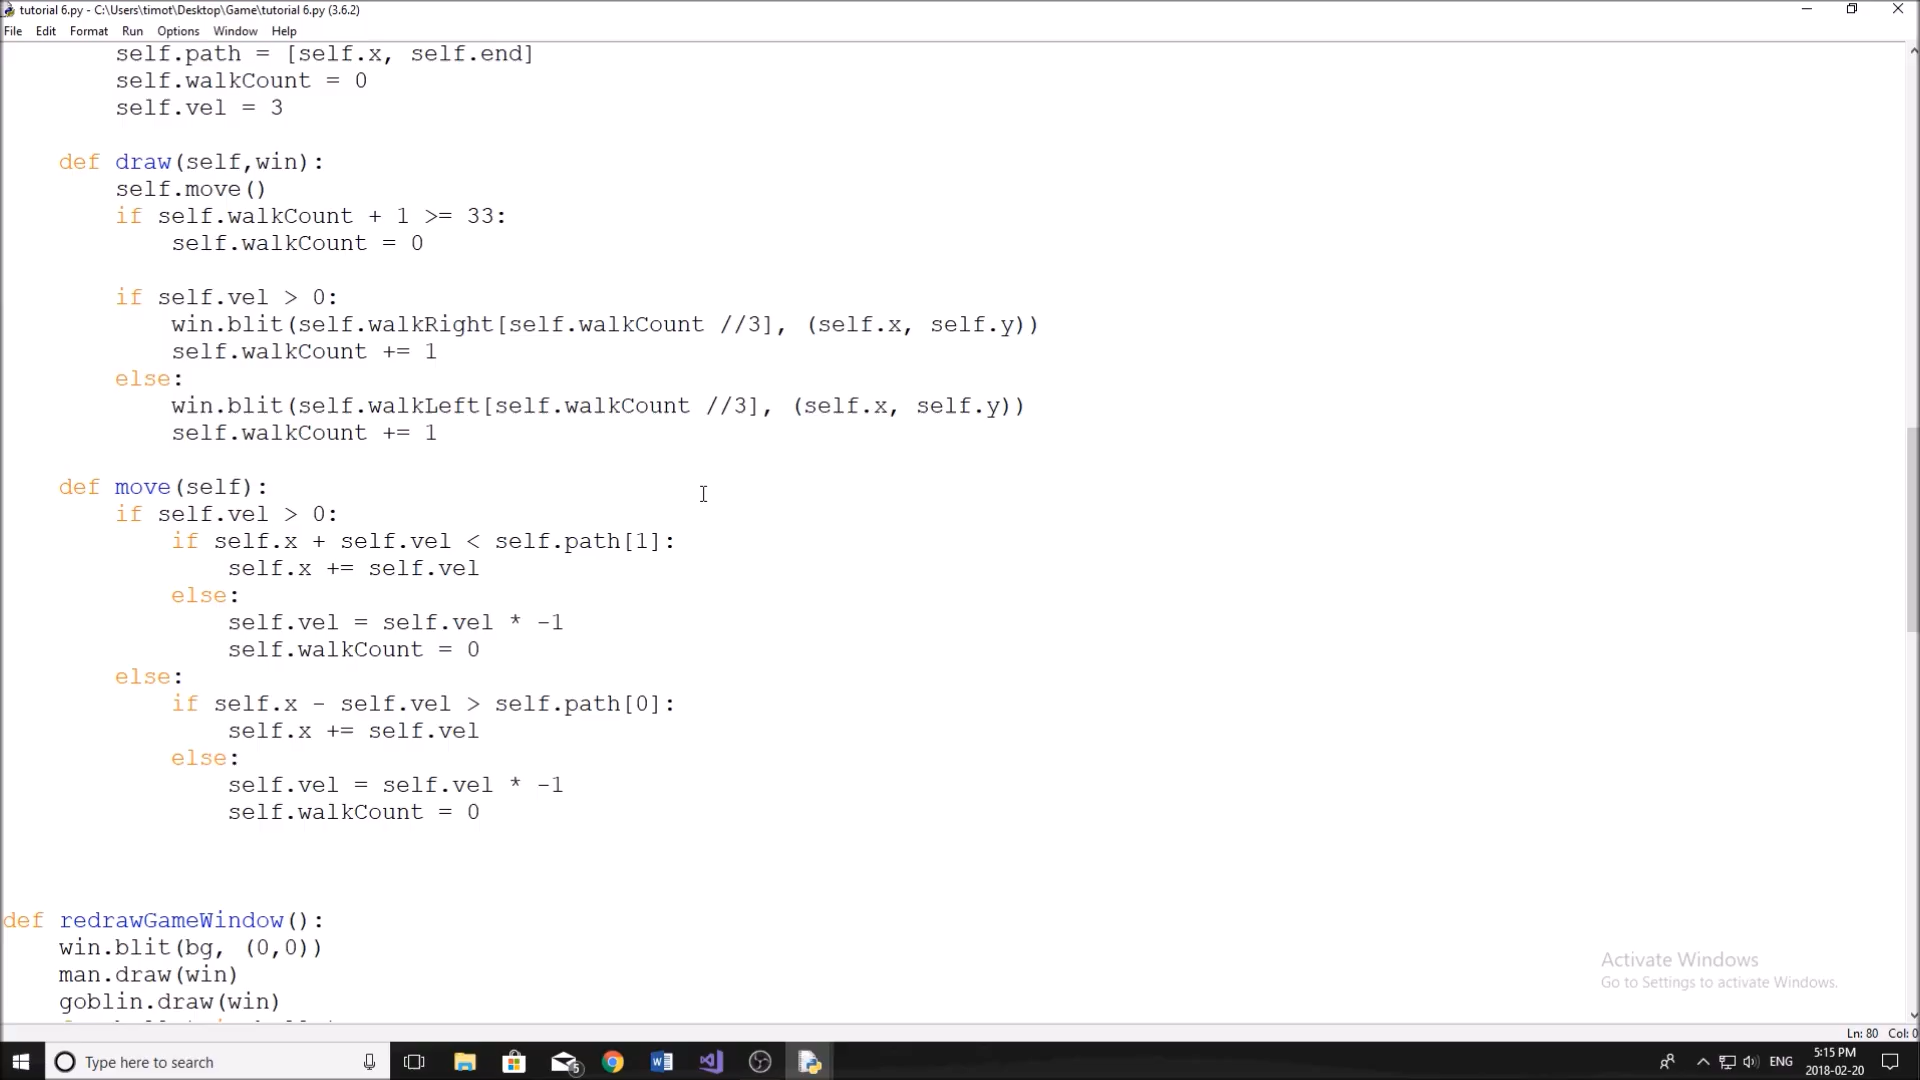 tutorial 6.py - C:\Users\timot\Desktop\Game\tutorial 6.py (3.6.2)
File Edit Format Run Options Window Help
        self.path = [self.x, self.end]
        self.walkCount = 0
        self.vel = 3

    def draw(self,win):
        self.move()
        if self.walkCount + 1 >= 33:
            self.walkCount = 0

        if self.vel > 0:
            win.blit(self.walkRight[self.walkCount //3], (self.x, self.y))
            self.walkCount += 1
        else:
            win.blit(self.walkLeft[self.walkCount //3], (self.x, self.y))
            self.walkCount += 1

    def move(self):
        if self.vel > 0:
            if self.x + self.vel < self.path[1]:
                self.x += self.vel
            else:
                self.vel = self.vel * -1
                self.walkCount = 0
        else:
            if self.x - self.vel > self.path[0]:
                self.x += self.vel
            else:
                self.vel = self.vel * -1
                self.walkCount = 0

def redrawGameWindow():
    win.blit(bg, (0,0))
    man.draw(win)
    goblin.draw(win)
Activate Windows
Go to Settings to activate Windows.
Ln: 80 Col: 0
Type here to search
5
ENG
5:15 PM
2018-02-20